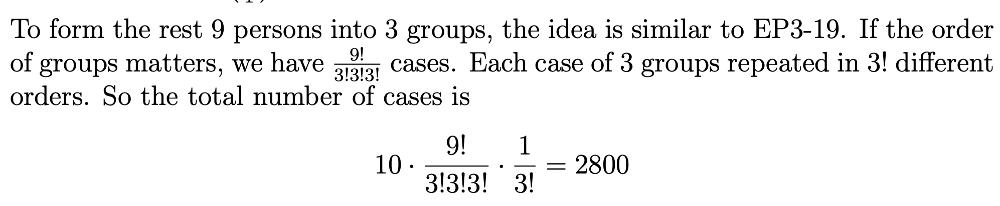 To form the rest 9 persons into 3 groups, the idea is similar to EP3-19. If the order
of groups matters, we have \frac{9!}{3!3!3!} cases. Each case of 3 groups repeated in 3! different
orders. So the total number of cases is
10 \cdot \frac{9!}{3!3!3!} \cdot \frac{1}{3!} = 2800